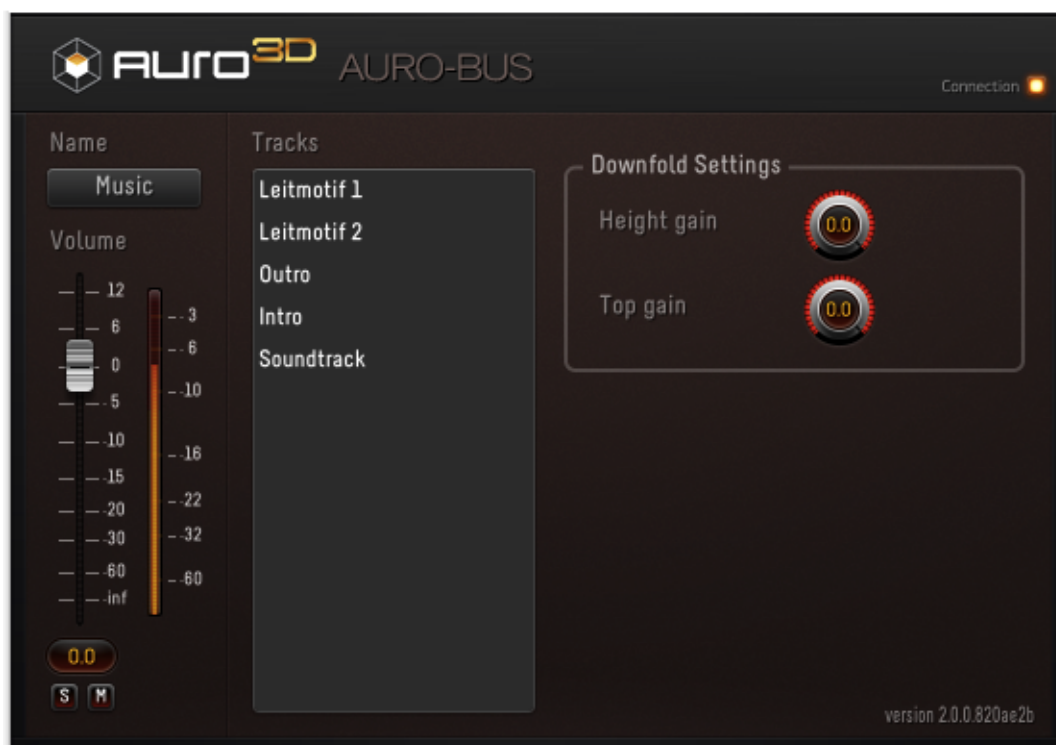 AURO 3D AURO-BUS
Connection
Name
Music
Volume
12
6
0
-5
-10
-15
-20
-30
-60
-inf
-3
-6
-10
-16
-22
-32
-60
0.0
S M
Tracks
Leitmotif 1
Leitmotif 2
Outro
Intro
Soundtrack
Downfold Settings
Height gain 0.0
Top gain 0.0
version 2.0.0.820ae2b